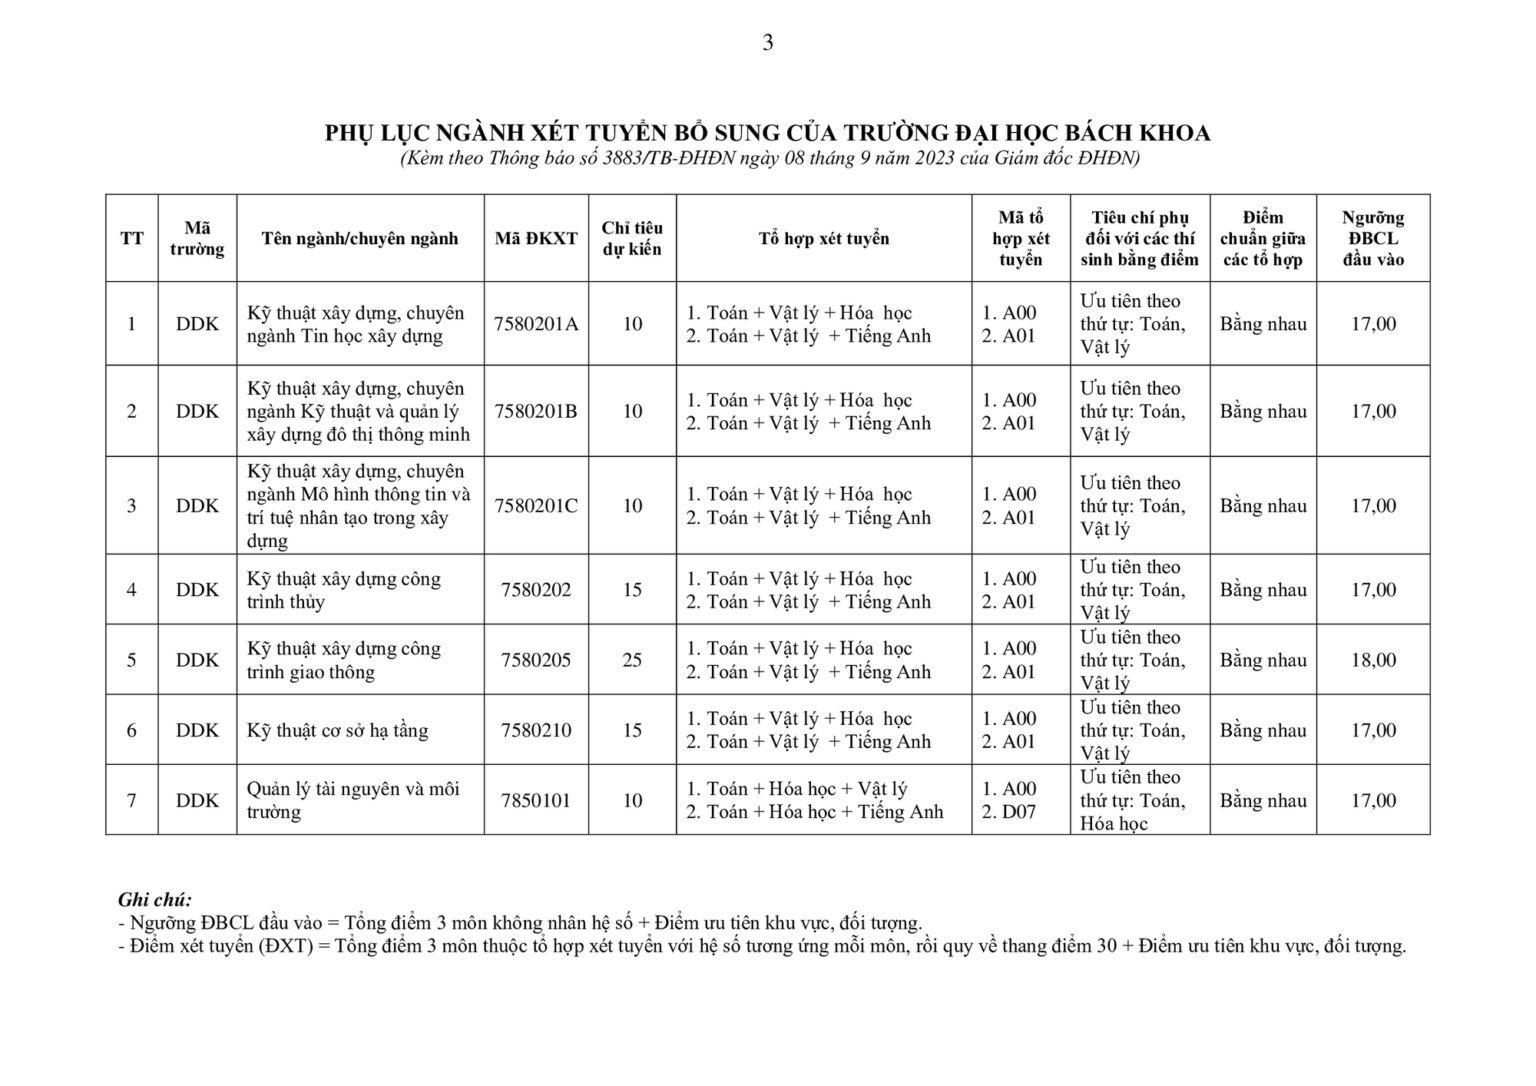 3
PHỤ LỤC NGÀNH XÉT TUYỂN BỔ SUNG CỦA TRƯỜNG ĐẠI HỌC BÁCH KHOA
(Kèm theo Thông báo số 3883/TB-ĐHĐN ngày 08 tháng 9 năm 2023 của Giám đốc ĐHĐN)
TT
Mã
trường
Tên ngành/chuyên ngành
Mã ĐKXT
Chỉ tiêu
dự kiến
Tổ hợp xét tuyển
Mã tổ
hợp xét
tuyển
Tiêu chí phụ
đối với các thí
sinh bằng điểm
Điểm
chuẩn giữa
các tổ hợp
Ngưỡng
ĐBCL
đầu vào
1
DDK
Kỹ thuật xây dựng, chuyên
ngành Tin học xây dựng
7580201A
10
1. Toán + Vật lý + Hóa học
2. Toán + Vật lý + Tiếng Anh
1. A00
2. A01
Ưu tiên theo
thứ tự: Toán,
Vật lý
Bằng nhau
17,00
2
DDK
Kỹ thuật xây dựng, chuyên
ngành Kỹ thuật và quản lý
xây dựng đô thị thông minh
7580201B
10
1. Toán + Vật lý + Hóa học
2. Toán + Vật lý + Tiếng Anh
1. A00
2. A01
Ưu tiên theo
thứ tự: Toán,
Vật lý
Bằng nhau
17,00
3
DDK
Kỹ thuật xây dựng, chuyên
ngành Mô hình thông tin và
trí tuệ nhân tạo trong xây
dựng
7580201C
10
1. Toán + Vật lý + Hóa học
2. Toán + Vật lý + Tiếng Anh
1. A00
2. A01
Ưu tiên theo
thứ tự: Toán,
Vật lý
Bằng nhau
17,00
4
DDK
Kỹ thuật xây dựng công
trình thủy
7580202
15
1. Toán + Vật lý + Hóa học
2. Toán + Vật lý + Tiếng Anh
1. A00
2. A01
Ưu tiên theo
thứ tự: Toán,
Vật lý
Bằng nhau
17,00
5
DDK
Kỹ thuật xây dựng công
trình giao thông
7580205
25
1. Toán + Vật lý + Hóa học
2. Toán + Vật lý + Tiếng Anh
1. A00
2. A01
Ưu tiên theo
thứ tự: Toán,
Vật lý
Bằng nhau
18,00
6
DDK
Kỹ thuật cơ sở hạ tầng
7580210
15
1. Toán + Vật lý + Hóa học
2. Toán + Vật lý + Tiếng Anh
1. A00
2. A01
Ưu tiên theo
thứ tự: Toán,
Vật lý
Bằng nhau
17,00
7
DDK
Quản lý tài nguyên và môi
trường
7850101
10
1. Toán + Hóa học + Vật lý
2. Toán + Hóa học + Tiếng Anh
1. A00
2. D07
Ưu tiên theo
thứ tự: Toán,
Hóa học
Bằng nhau
17,00
Ghi chú:
- Ngưỡng ĐBCL đầu vào = Tổng điểm 3 môn không nhân hệ số + Điểm ưu tiên khu vực, đối tượng.
- Điểm xét tuyển (ĐXT) = Tổng điểm 3 môn thuộc tổ hợp xét tuyển với hệ số tương ứng mỗi môn, rồi quy về thang điểm 30 + Điểm ưu tiên khu vực, đối tượng.